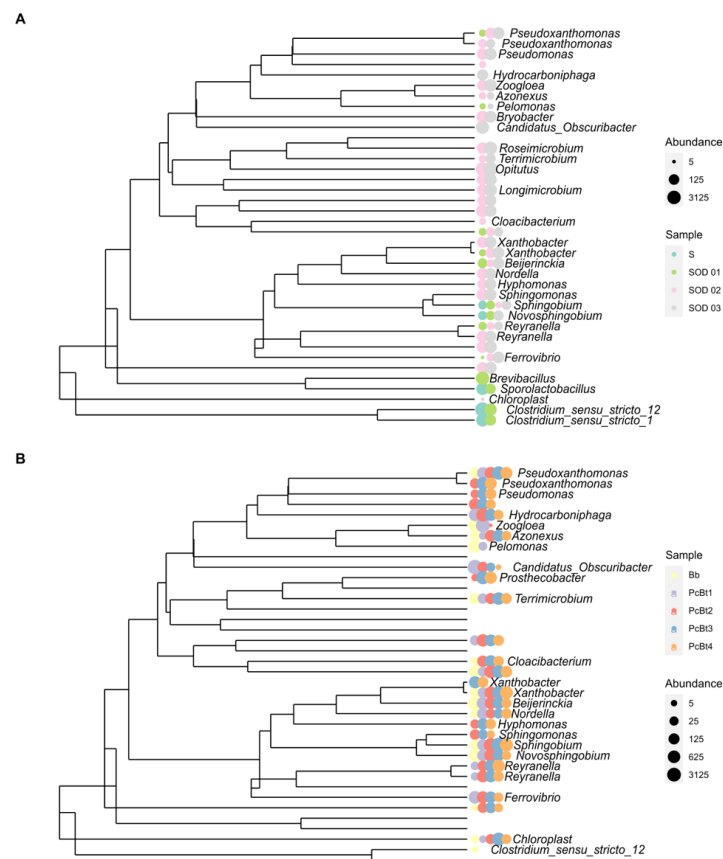 A
Pseudoxanthomonas
Pseudoxanthomonas
Pseudomonas
Hydrocarboniphaga
Zoogloea
Azonexus
Pelomonas
Bryobacter
Candidatus_Obscuribacter
Roseimicrobium
Terrimicrobium
Opitutus
Longimicrobium
Cloacibacterium
Xanthobacter
Xanthobacter
Beijerinckia
Nordella
Hyphomonas
Sphingomonas
Sphingobium
Novosphingobium
Reyranella
Reyranella
Ferrovibrio
Brevibacillus
Sporolactobacillus
Chloroplast
Clostridium_sensu_stricto_12
Clostridium_sensu_stricto_1
Abundance
5
125
3125
Sample
S
SOD 01
SOD 02
SOD 03
B
Pseudoxanthomonas
Pseudoxanthomonas
Pseudomonas
Hydrocarboniphaga
Zoogloea
Azonexus
Pelomonas
Candidatus_Obscuribacter
Prosthecobacter
Terrimicrobium
Cloacibacterium
Xanthobacter
Xanthobacter
Beijerinckia
Nordella
Hyphomonas
Sphingomonas
Sphingobium
Novosphingobium
Reyranella
Reyranella
Ferrovibrio
Chloroplast
Clostridium_sensu_stricto_12
Sample
Bb
PcBt1
PcBt2
PcBt3
PcBt4
Abundance
5
25
125
625
3125